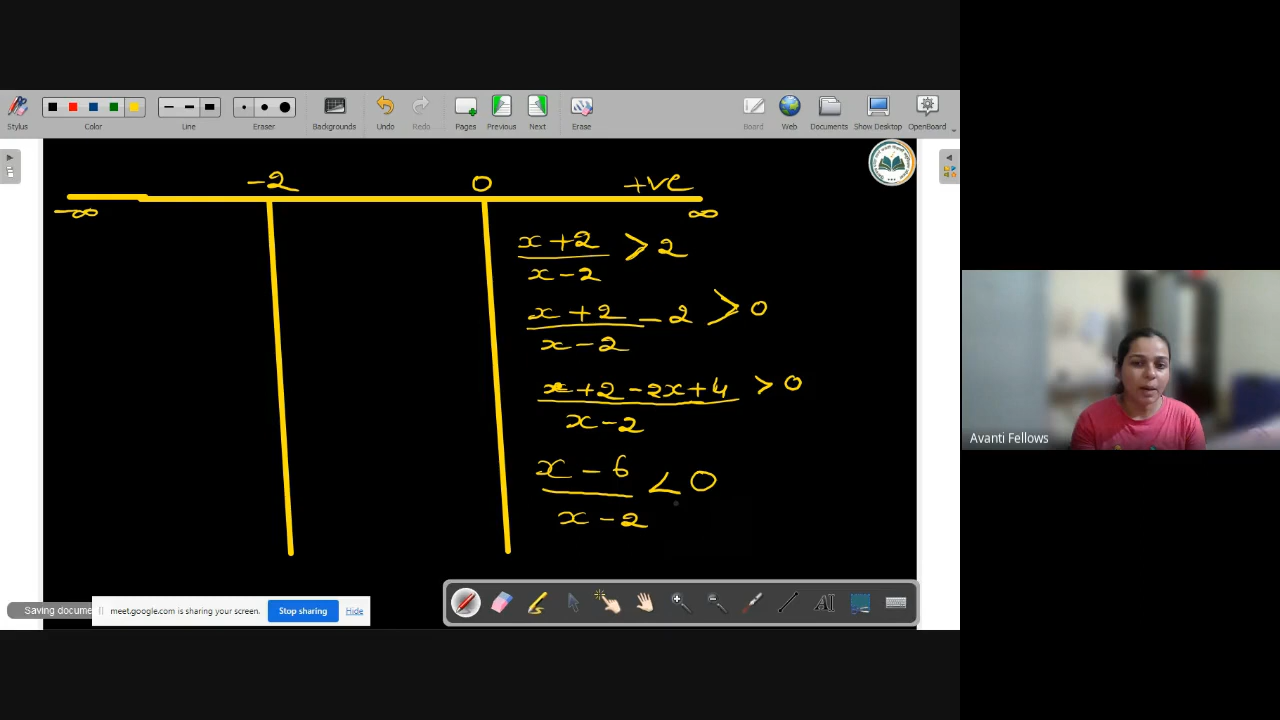 Stylus Color Line Eraser Backgrounds Undo Redo Pages Previous Next Erase Board Web Documents Show Desktop OpenBoard
-2 0 +ve
-∞ ∞
x+2 / x-2 > 2
x+2 / x-2 - 2 > 0
x+2-2x+4 / x-2 > 0
x-6 / x-2 < 0
Avanti Fellows
Saving docume
meet.google.com is sharing your screen. Stop sharing Hide